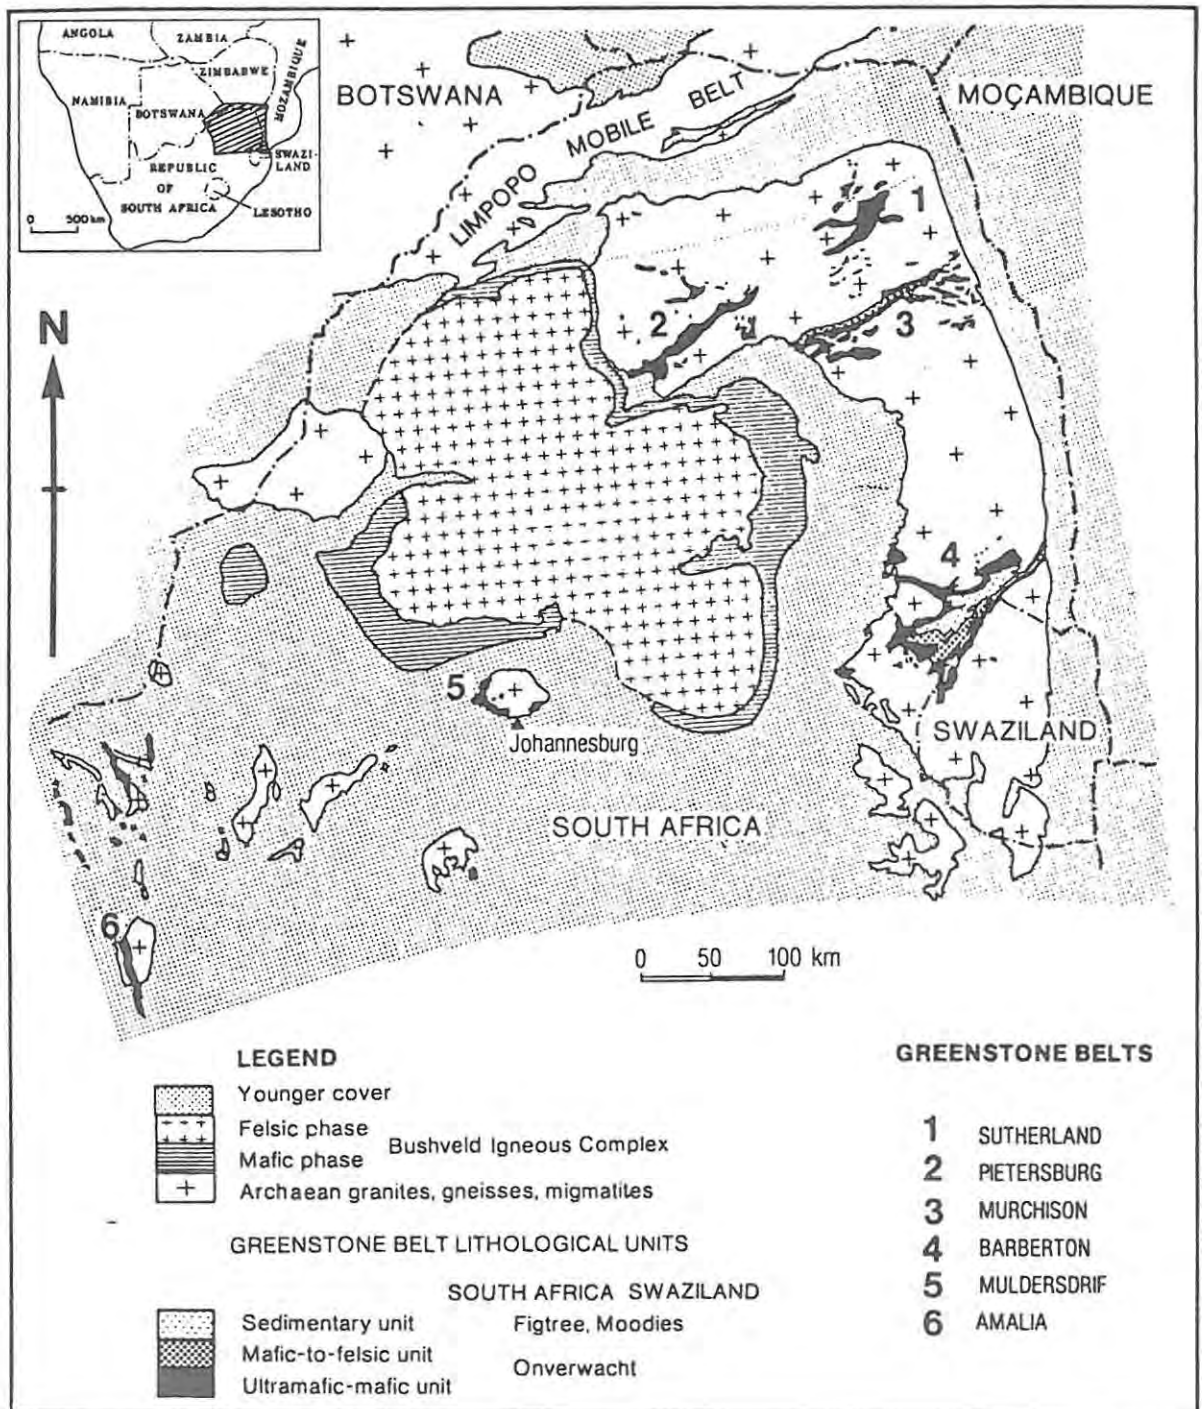 ANGOLA
ZAMBIA
ZIMBABWE
MOZAMBIQUE
NAMIBIA
BOTSWANA
SWAZI-
LAND
REPUBLIC
OF
SOUTH AFRICA
LESOTHO
0 500km
BOTSWANA
MOÇAMBIQUE
LIMPOPO MOBILE BELT
N
1
2
3
4
5
Johannesburg
SWAZILAND
SOUTH AFRICA
6
0 50 100 km
LEGEND
Younger cover
Felsic phase
Bushveld Igneous Complex
Mafic phase
Archaean granites, gneisses, migmatites
GREENSTONE BELT LITHOLOGICAL UNITS
SOUTH AFRICA SWAZILAND
Sedimentary unit Figtree, Moodies
Mafic-to-felsic unit
Onverwacht
Ultramafic-mafic unit
GREENSTONE BELTS
1 SUTHERLAND
2 PIETERSBURG
3 MURCHISON
4 BARBERTON
5 MULDERSDRIF
6 AMALIA